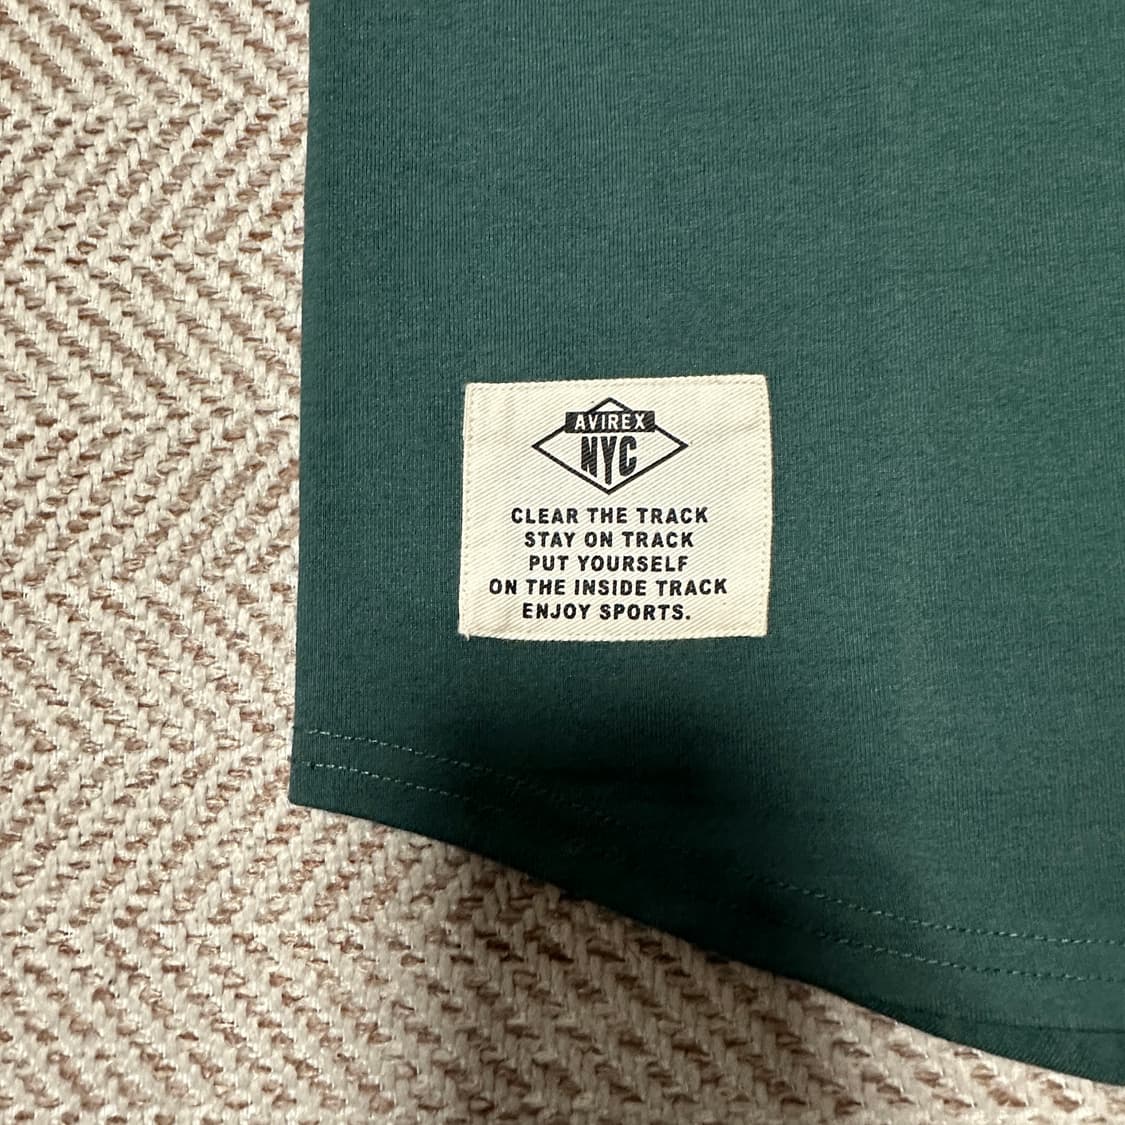 AVIREX
NYC
CLEAR THE TRACK
STAY ON TRACK
PUT YOURSELF
ON THE INSIDE TRACK
ENJOY SPORTS.